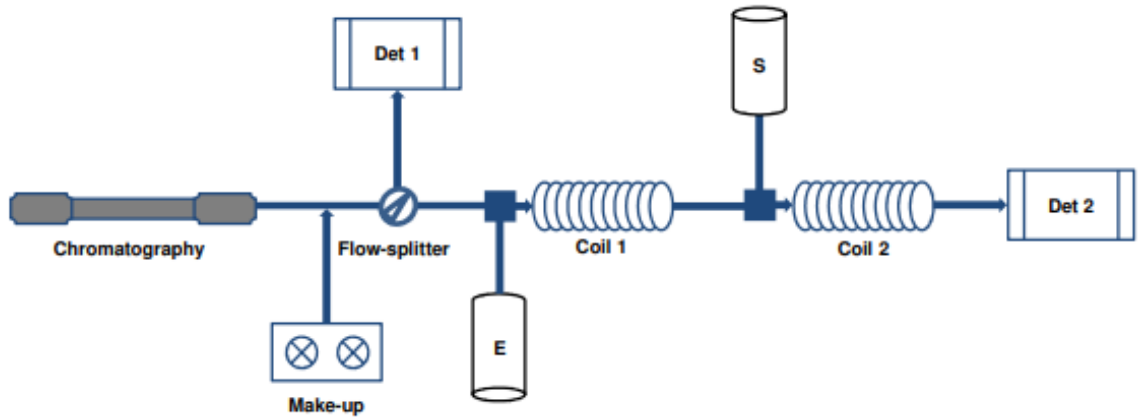 Det 1
S
Chromatography
Flow-splitter
Coil 1
Coil 2
Det 2
E
Make-up